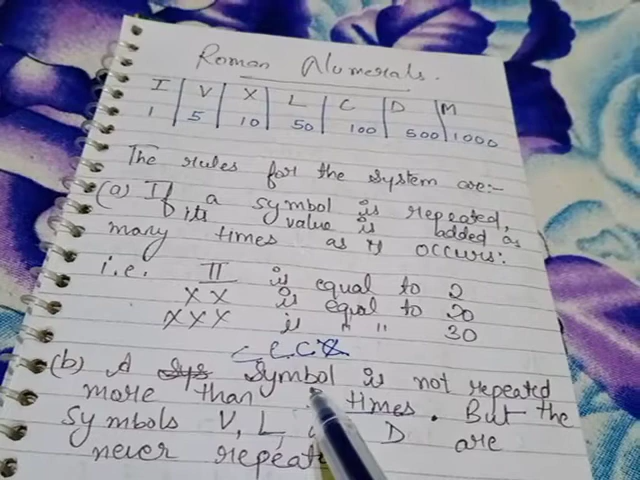 Roman Numerals.
I V X L C D M
1 5 10 50 100 500 1000
The rules for the system are:-
(a) If a symbol is repeated,
its value is added as
many times as it occurs:
i.e. II is equal to 2
XX is equal to 20
XXX is " " 30
(b) A symbol is not repeated
more than times. But the
symbols V, L, D are
never repeat